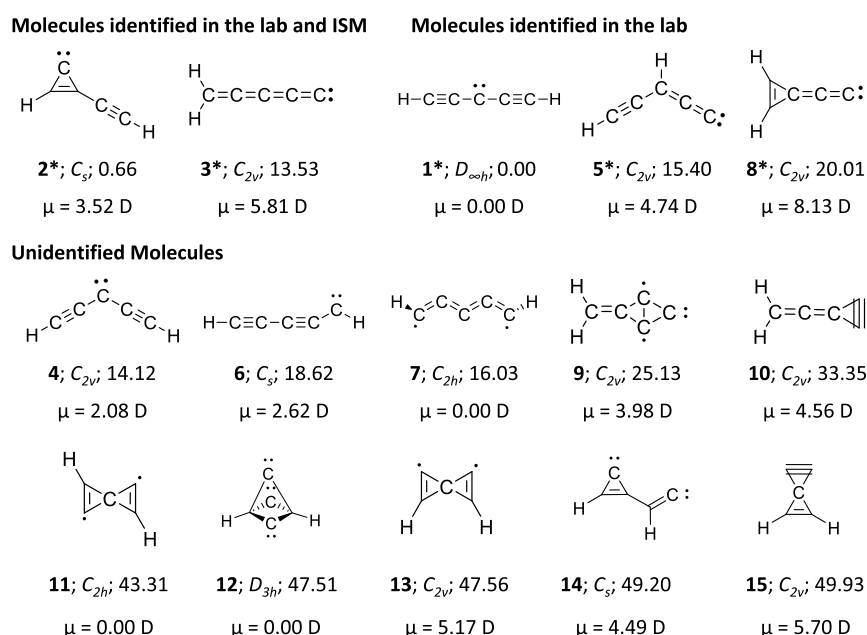 Molecules identified in the lab and ISM
Molecules identified in the lab
C H C C H
H H C=C=C=C=C:
H–C≡C–C–C≡C–H
H C C C C C H
H H C=C=C:
2*; Cs; 0.66
3*; C2v; 13.53
1*; D∞h; 0.00
5*; C2v; 15.40
8*; C2v; 20.01
μ = 3.52 D
μ = 5.81 D
μ = 0.00 D
μ = 4.74 D
μ = 8.13 D
Unidentified Molecules
H C C C C C H
H–C≡C–C≡C–C H
H C C C C C H
H H C=C C C C:
H H C=C=C
4; C2v; 14.12
6; Cs; 18.62
7; C2h; 16.03
9; C2v; 25.13
10; C2v; 33.35
μ = 2.08 D
μ = 2.62 D
μ = 0.00 D
μ = 3.98 D
μ = 4.56 D
H C H
C H C C H
C H H
C H C C: H
C H H
11; C2h; 43.31
12; D3h; 47.51
13; C2v; 47.56
14; Cs; 49.20
15; C2v; 49.93
μ = 0.00 D
μ = 0.00 D
μ = 5.17 D
μ = 4.49 D
μ = 5.70 D